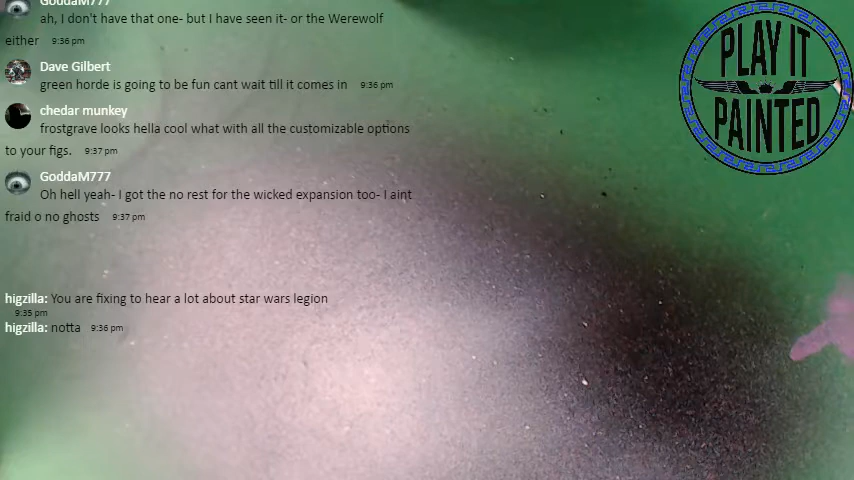 GoddaM777
ah, I don't have that one- but I have seen it- or the Werewolf
either 9:36 pm
Dave Gilbert
green horde is going to be fun cant wait till it comes in 9:36 pm
chedar munkey
frostgrave looks hella cool what with all the customizable options
to your figs. 9:37 pm
GoddaM777
Oh hell yeah- I got the no rest for the wicked expansion too- I aint
fraid o no ghosts 9:37 pm
higzilla: You are fixing to hear a lot about star wars legion
9:35 pm
higzilla: notta 9:36 pm
PLAY IT
PAINTED